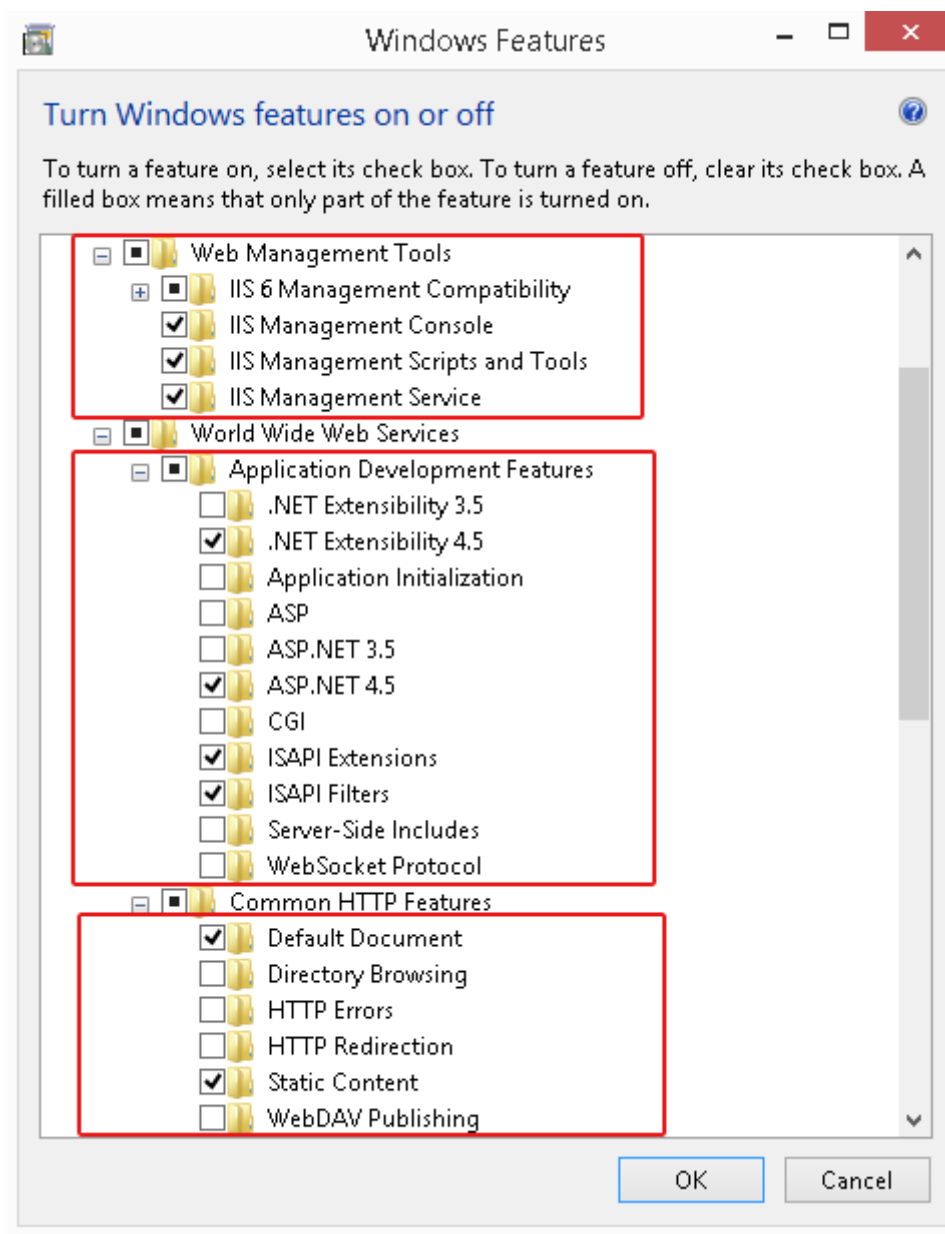 Windows Features
Turn Windows features on or off
To turn a feature on, select its check box. To turn a feature off, clear its check box. A
filled box means that only part of the feature is turned on.
Web Management Tools
IIS 6 Management Compatibility
IIS Management Console
IIS Management Scripts and Tools
IIS Management Service
World Wide Web Services
Application Development Features
.NET Extensibility 3.5
.NET Extensibility 4.5
Application Initialization
ASP
ASP.NET 3.5
ASP.NET 4.5
CGI
ISAPI Extensions
ISAPI Filters
Server-Side Includes
WebSocket Protocol
Common HTTP Features
Default Document
Directory Browsing
HTTP Errors
HTTP Redirection
Static Content
WebDAV Publishing
OK Cancel